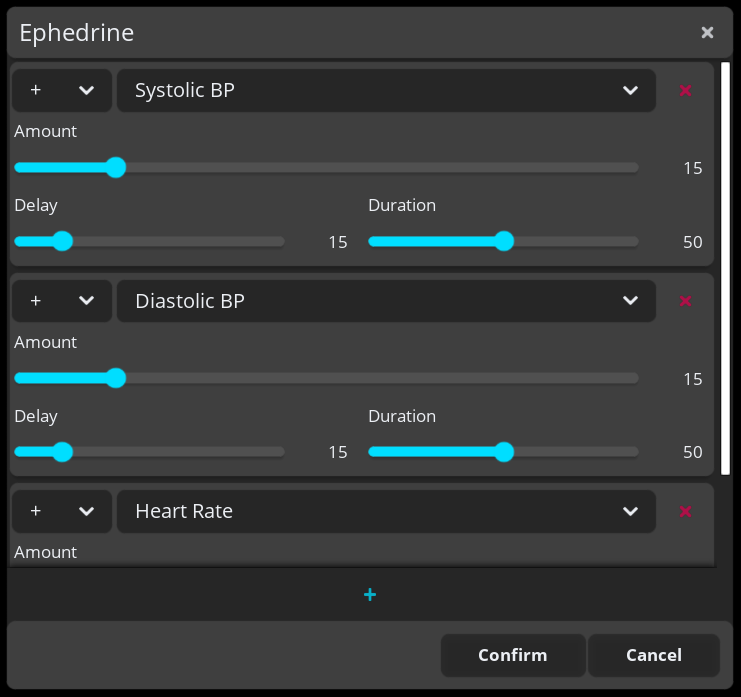 Ephedrine
+ Systolic BP
Amount
15
Delay Duration
15 50
+ Diastolic BP
Amount
15
Delay Duration
15 50
+ Heart Rate
Amount
+
Confirm Cancel